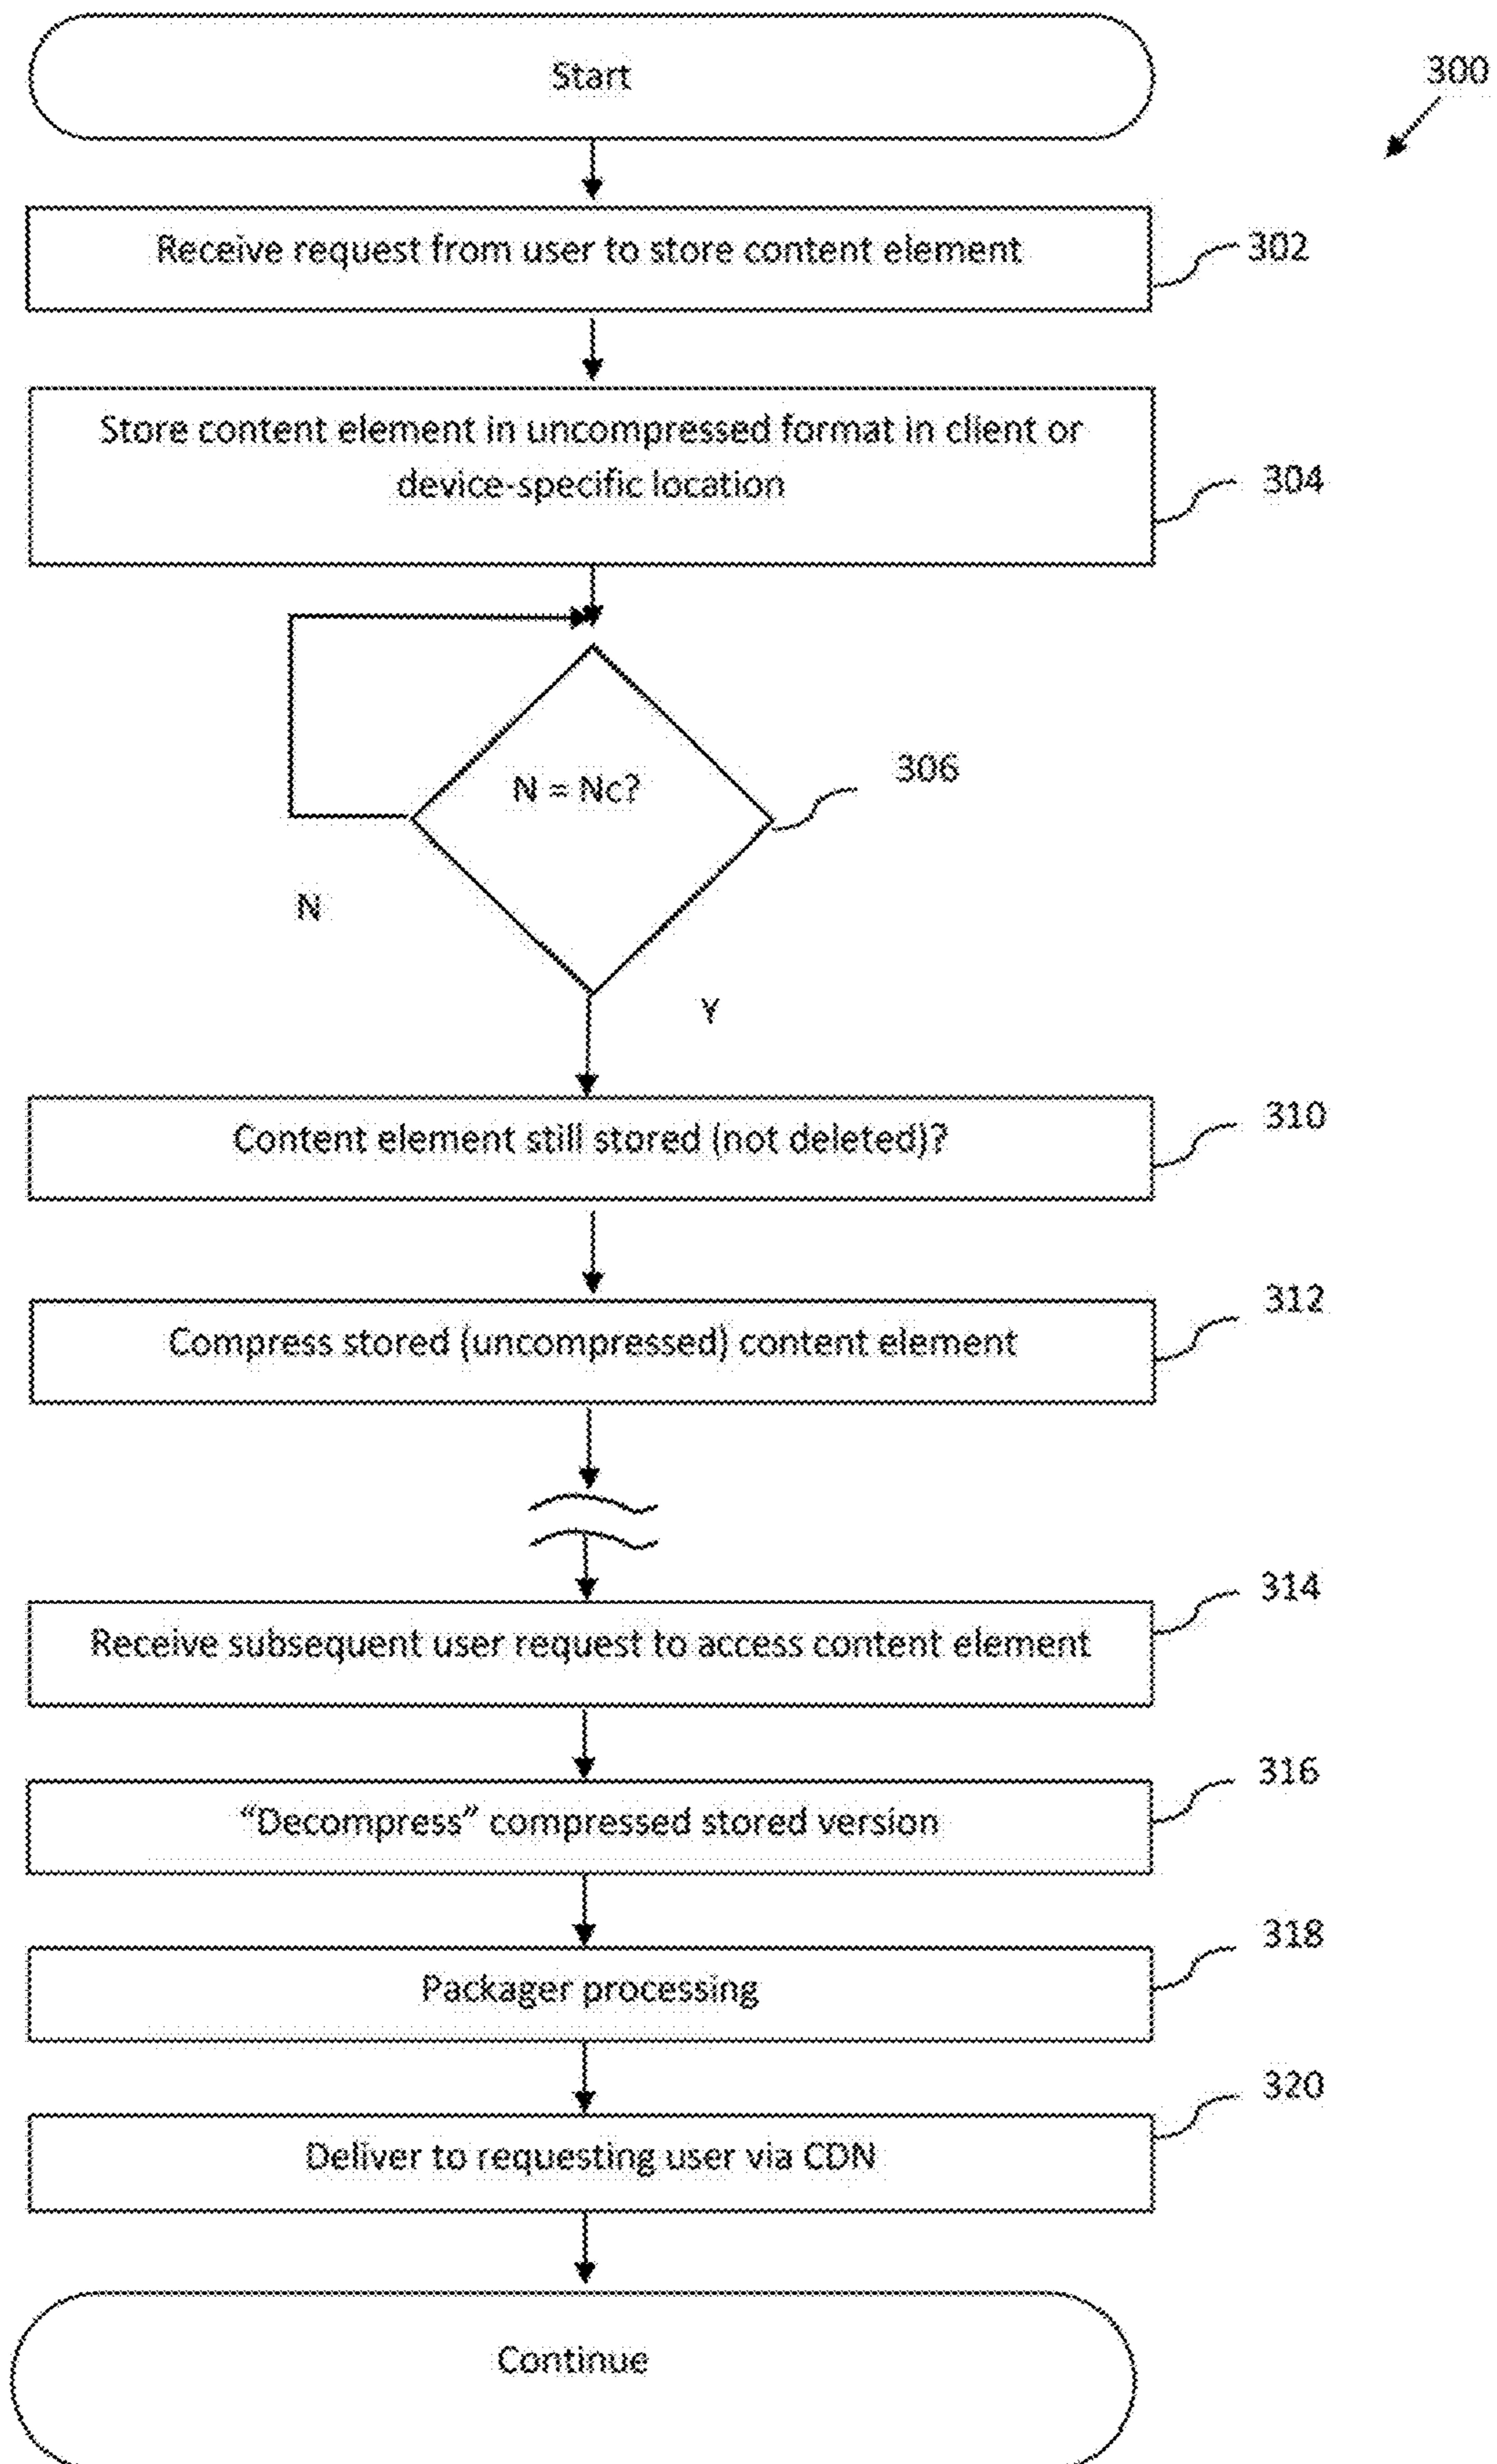 Start
300
Receive request from user to store content element
302
Store content element in uncompressed format in client or
device-specific location
304
N = Nc?
306
N
Y
Content element still stored (not deleted)?
310
Compress stored (uncompressed) content element
312
Receive subsequent user request to access content element
314
“Decompress” compressed stored version
316
Packager processing
318
Deliver to requesting user via CDN
320
Continue